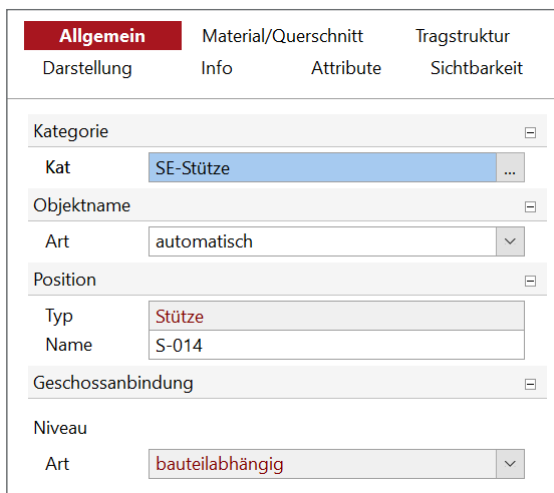 Allgemein Material/Querschnitt Tragstruktur
Darstellung Info Attribute Sichtbarkeit
Kategorie
Kat SE-Stütze ...
Objektname
Art automatisch
Position
Typ Stütze
Name S-014
Geschossanbindung
Niveau
Art bauteilabhängig